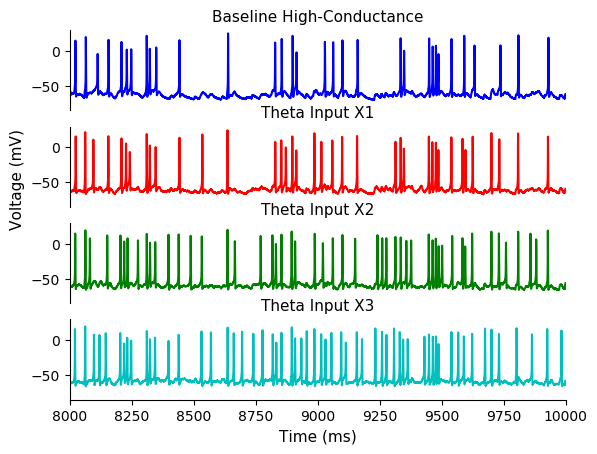 Baseline High-Conductance
0
−50
Theta Input X1
0
−50
Theta Input X2
0
−50
Theta Input X3
0
−50
Voltage (mV)
8000 8250 8500 8750 9000 9250 9500 9750 10000
Time (ms)